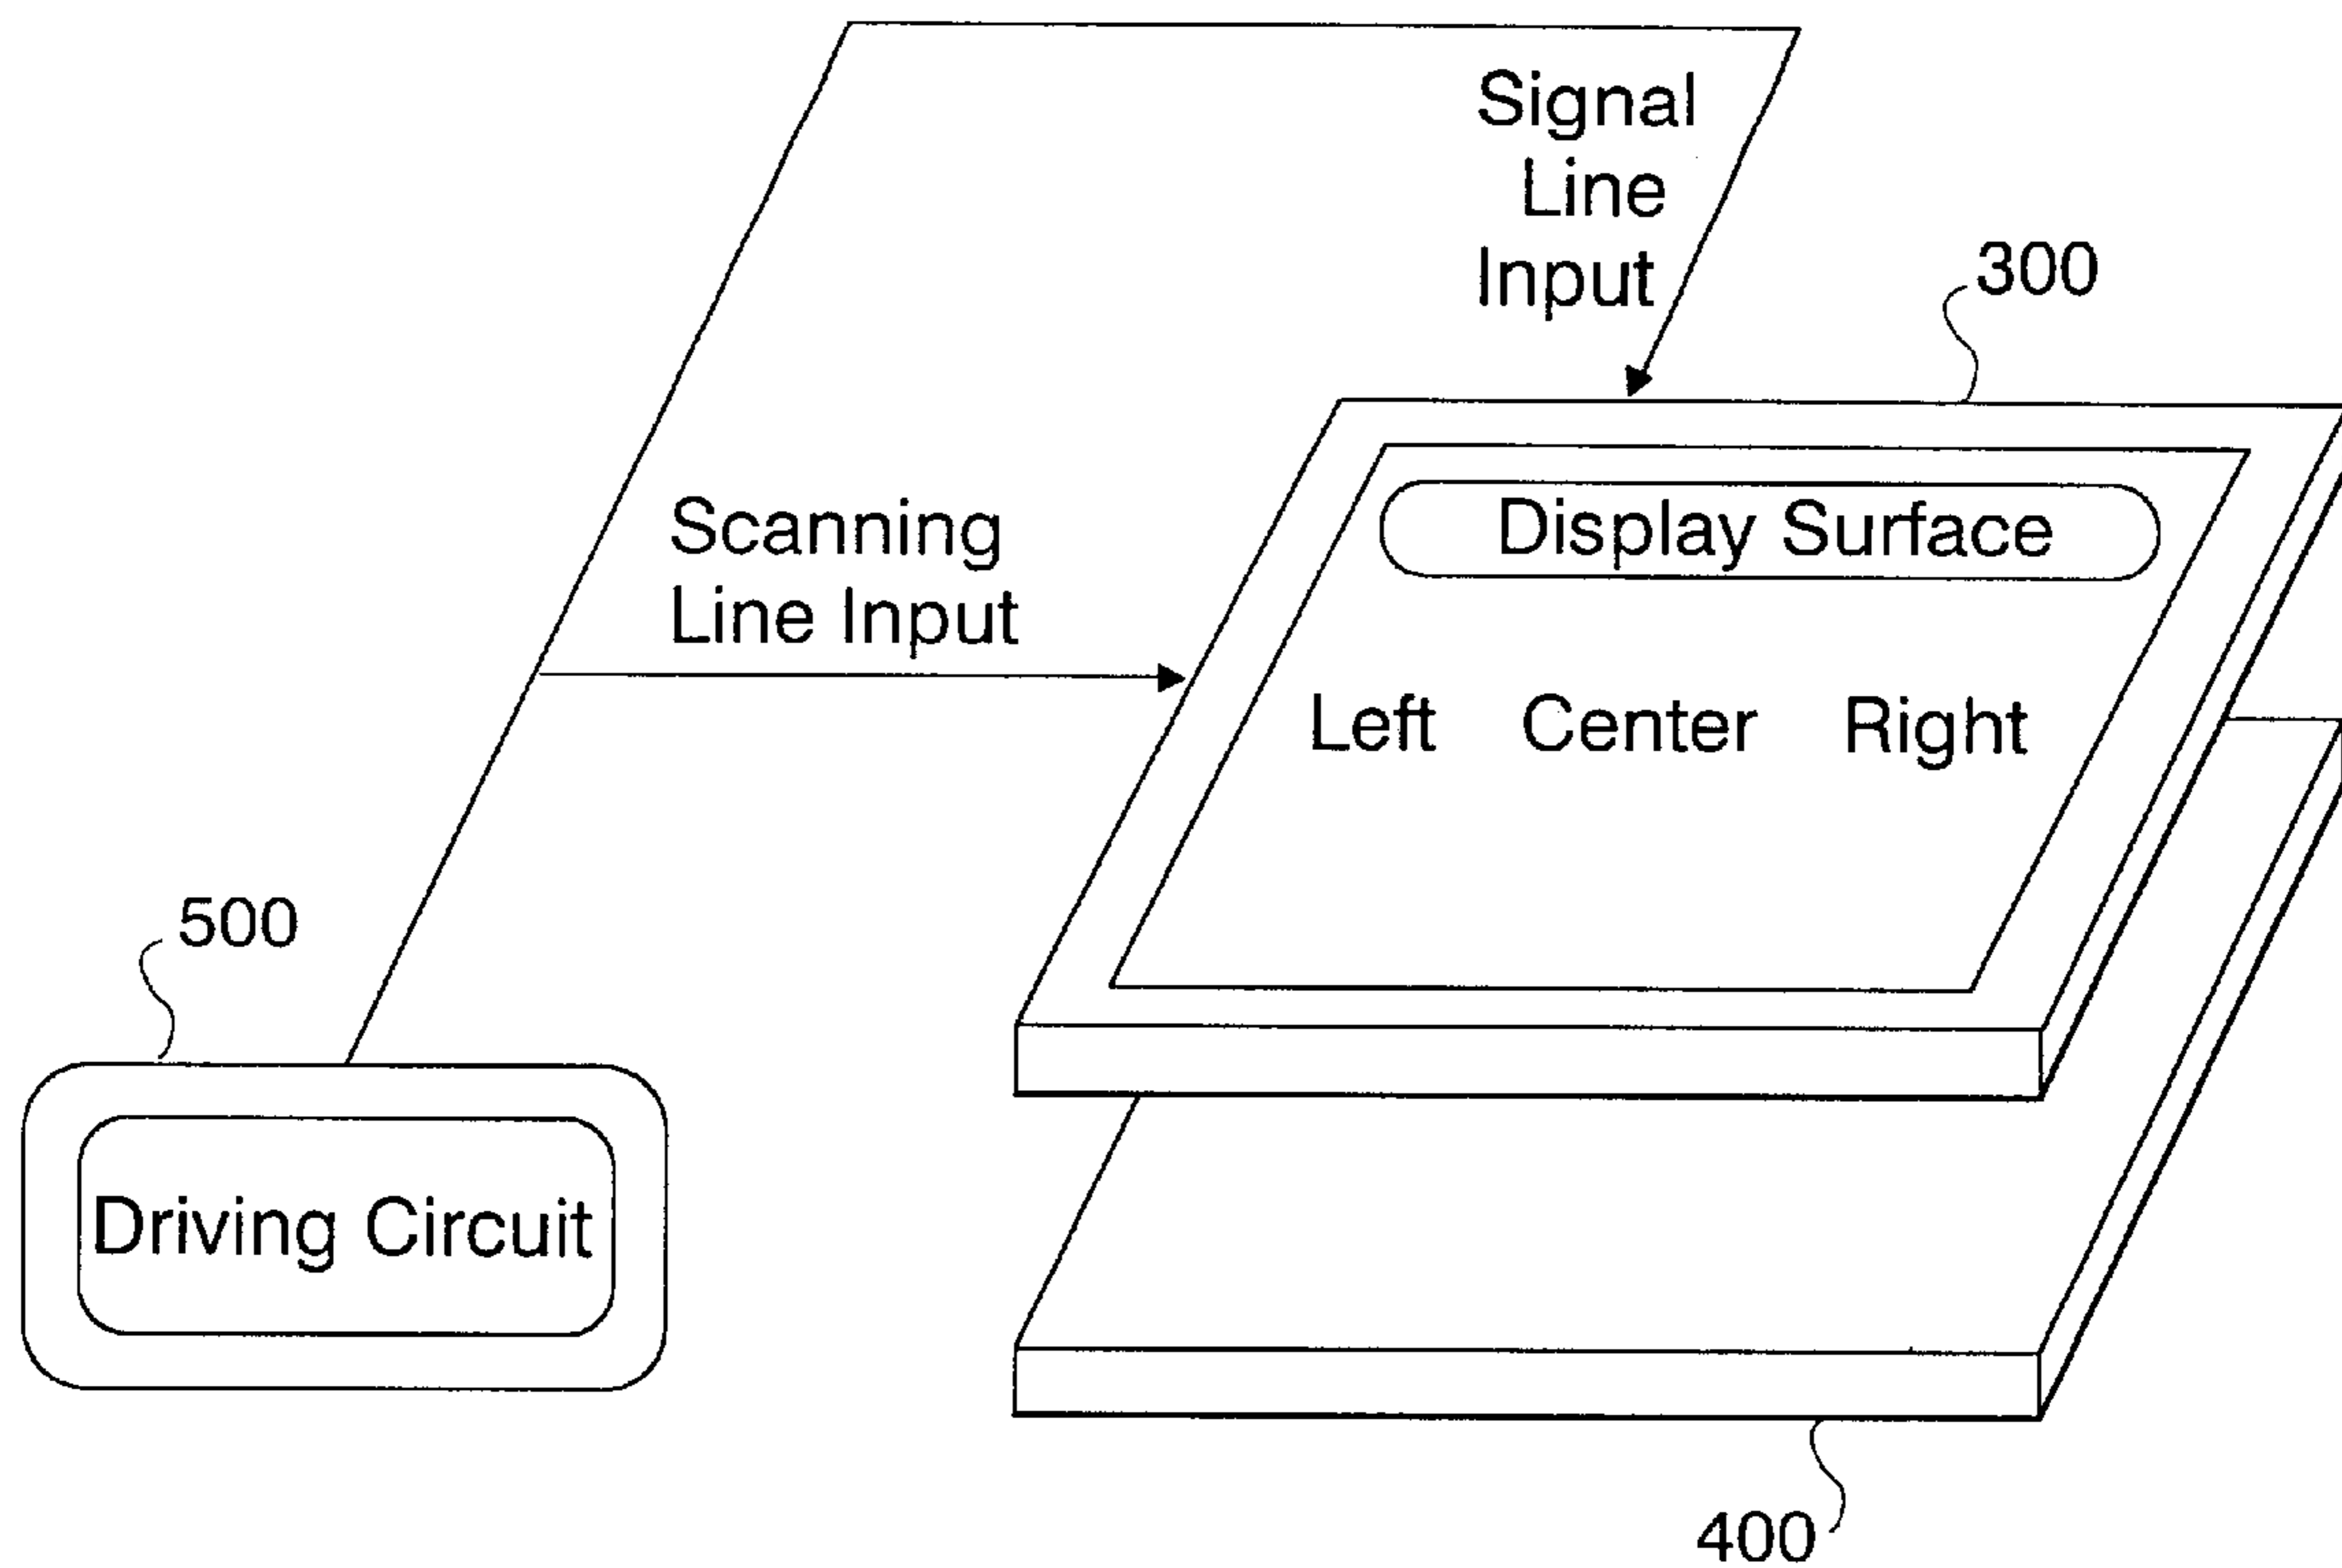 Signal
Line
Input
300
Scanning
Line Input
Display Surface
Left Center Right
500
Driving Circuit
400